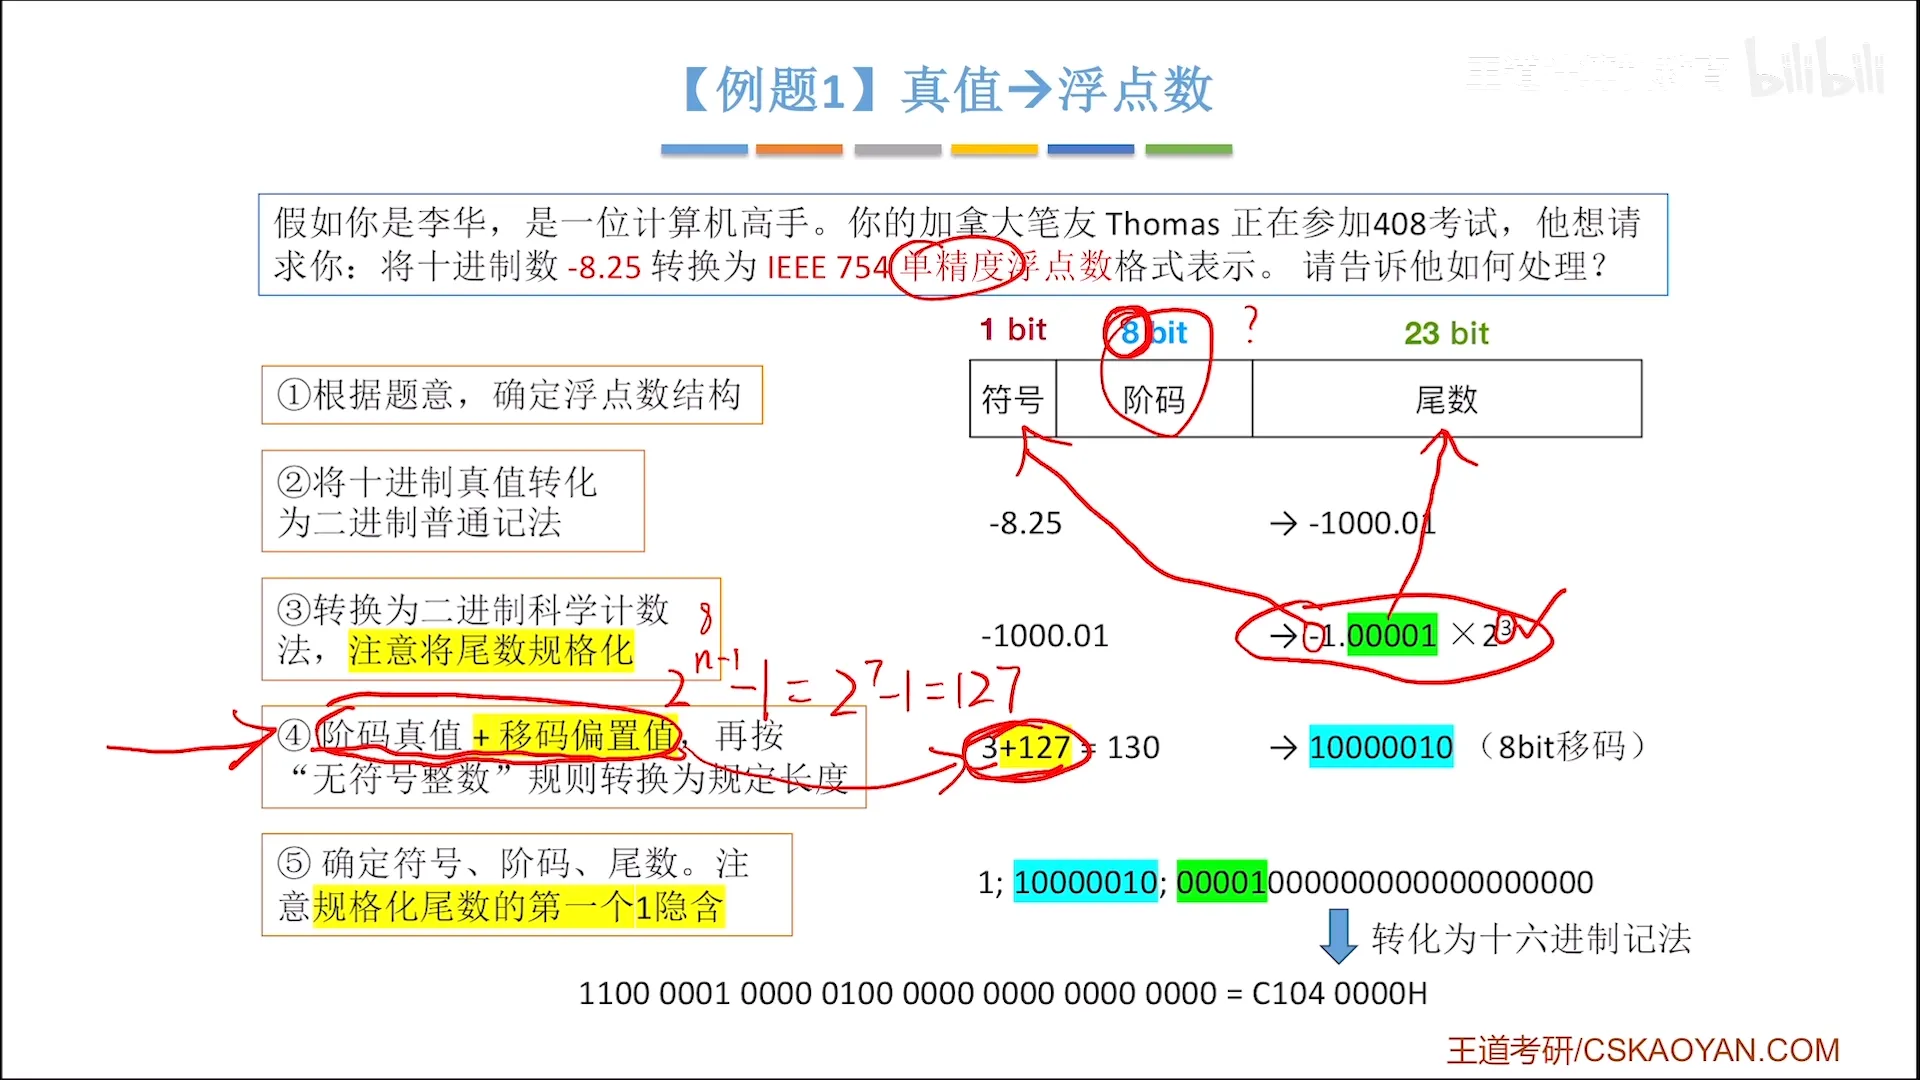 【例题1】真值→浮点数
bilibili
假如你是李华，是一位计算机高手。你的加拿大笔友 Thomas 正在参加408考试，他想请
求你：将十进制数 -8.25 转换为 IEEE 754 单精度浮点数格式表示。 请告诉他如何处理？
1 bit 8 bit ? 23 bit
符号 阶码 尾数
①根据题意，确定浮点数结构
②将十进制真值转化
为二进制普通记法
-8.25 → -1000.01
③转换为二进制科学计数
法，注意将尾数规格化
-1000.01 → -1.00001 ×2^3
8
2^n-1 -1 = 2^7 -1 = 127
④阶码真值 + 移码偏置值，再按
“无符号整数”规则转换为规定长度
3+127 = 130 → 10000010 （8bit移码）
⑤ 确定符号、阶码、尾数。注
意规格化尾数的第一个1隐含
1; 10000010; 00001000000000000000000
转化为十六进制记法
1100 0001 0000 0100 0000 0000 0000 0000 = C104 0000H
王道考研/CSKAOYAN.COM